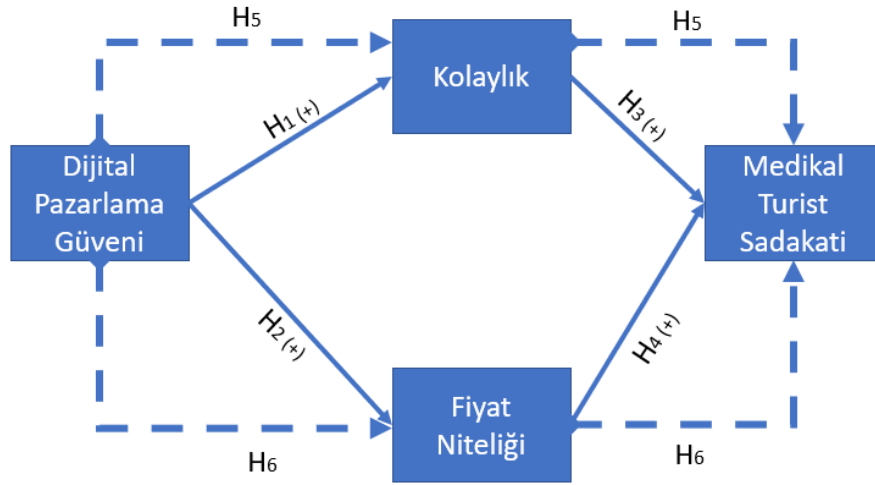 H5
H5
Kolaylık
H1 (+)
H3 (+)
Dijital
Pazarlama
Güveni
Medikal
Turist
Sadakati
H2 (+)
H4 (+)
Fiyat
Niteliği
H6
H6